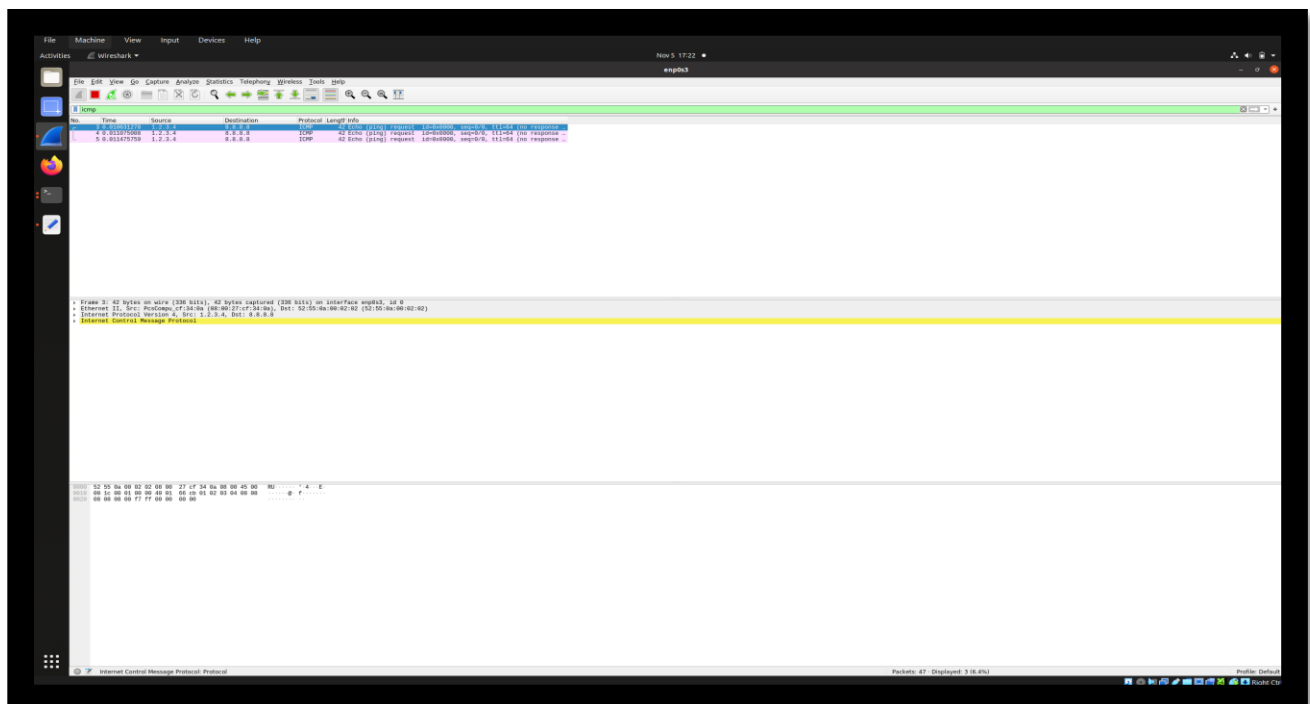 File Machine View Input Devices Help
Activities Wireshark Nov 5 17:22
enp0s3
File Edit View Go Capture Analyze Statistics Telephony Wireless Tools Help
icmp
No. Time Source Destination Protocol Length Info
3 0.010631270 1.2.3.4 8.8.8.8 ICMP 42 Echo (ping) request id=0x0000, seq=0/0, ttl=64 (no response …
4 0.011075008 1.2.3.4 8.8.8.8 ICMP 42 Echo (ping) request id=0x0000, seq=0/0, ttl=64 (no response …
5 0.011475750 1.2.3.4 8.8.8.8 ICMP 42 Echo (ping) request id=0x0000, seq=0/0, ttl=64 (no response …
Frame 3: 42 bytes on wire (336 bits), 42 bytes captured (336 bits) on interface enp0s3, id 0
Ethernet II, Src: PcsCompu_cf:34:0a (08:00:27:cf:34:0a), Dst: 52:55:0a:00:02:02 (52:55:0a:00:02:02)
Internet Protocol Version 4, Src: 1.2.3.4, Dst: 8.8.8.8
Internet Control Message Protocol
0000 52 55 0a 00 02 02 08 00 27 cf 34 0a 08 00 45 00 RU······ '·4···E·
0010 00 1c 00 01 00 00 40 01 66 cb 01 02 03 04 08 08 ······@· f·······
0020 08 08 08 00 f7 ff 00 00 00 00
Internet Control Message Protocol: Protocol Packets: 47 · Displayed: 3 (6.4%) Profile: Default
Right Ctr